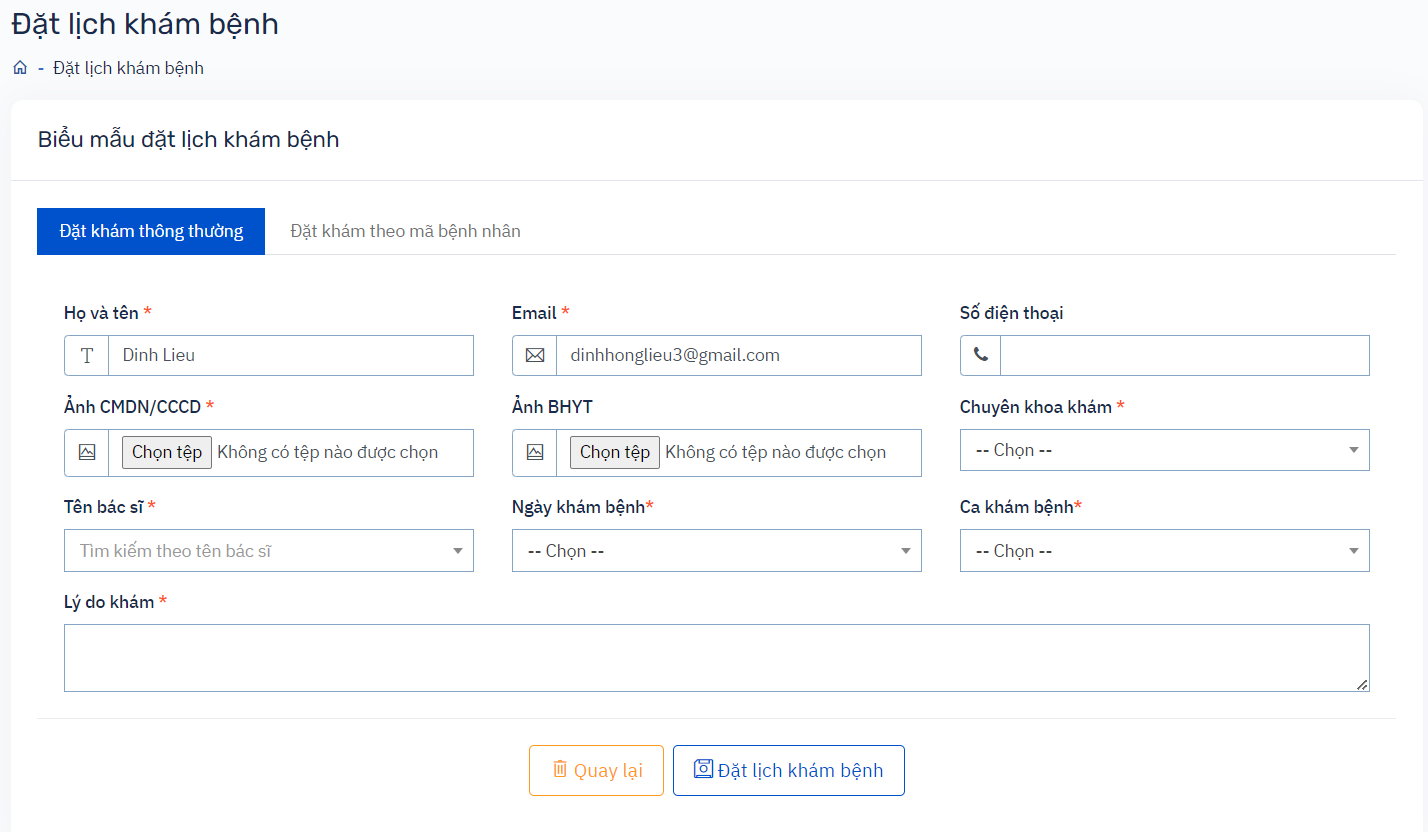 Đặt lịch khám bệnh
- Đặt lịch khám bệnh
Biểu mẫu đặt lịch khám bệnh
Đặt khám thông thường Đặt khám theo mã bệnh nhân
Họ và tên * Email * Số điện thoại
Dinh Lieu dinhhonglieu3@gmail.com
Ảnh CMDN/CCCD * Ảnh BHYT Chuyên khoa khám *
Chọn tệp Không có tệp nào được chọn Chọn tệp Không có tệp nào được chọn -- Chọn --
Tên bác sĩ * Ngày khám bệnh* Ca khám bệnh*
Tìm kiếm theo tên bác sĩ -- Chọn -- -- Chọn --
Lý do khám *
Quay lại Đặt lịch khám bệnh